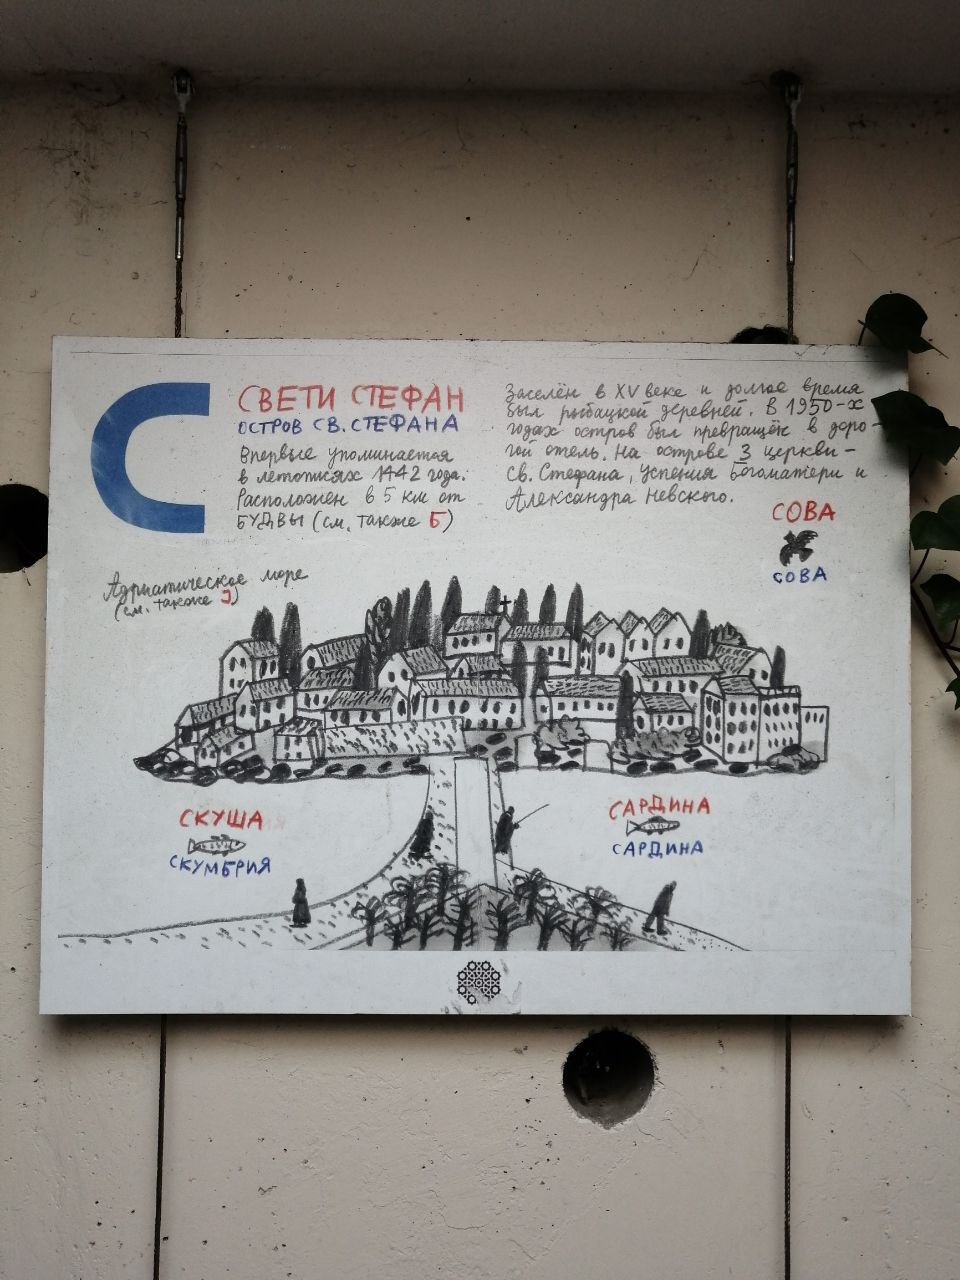 С
СВЕТИ СТЕФАН
ОСТРОВ СВ. СТЕФАНА
Впервые упоминается
в летописях 1442 года.
Расположен в 5 км от
БУДВЫ (см. также Б)
Заселён в XV веке и долгое время
был рыбацкой деревней. В 1950-х
годах остров был превращён в доро-
гой отель. На острове 3 церкви-
Св. Стефана, Успения Богоматери и
Александра Невского.
СОВА
СОВА
Адриатическое море
(см. также J)
СКУША
СКУМБРИЯ
САРДИНА
САРДИНА